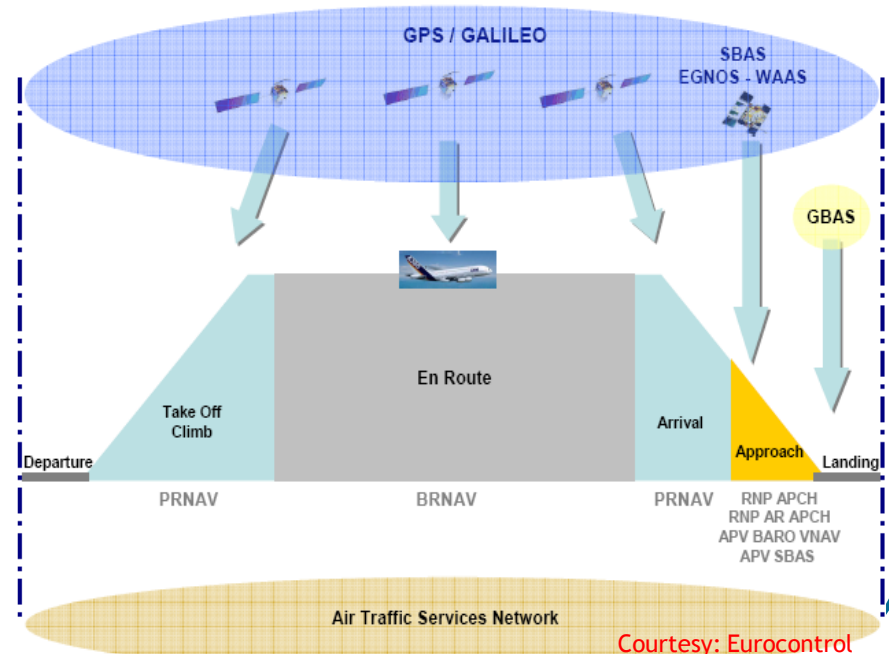 GPS / GALILEO
SBAS
EGNOS - WAAS
GBAS
En Route
Take Off
Climb
Arrival
Approach
Departure
Landing
PRNAV
BRNAV
PRNAV
RNP APCH
RNP AR APCH
APV BARO VNAV
APV SBAS
Air Traffic Services Network
Courtesy: Eurocontrol